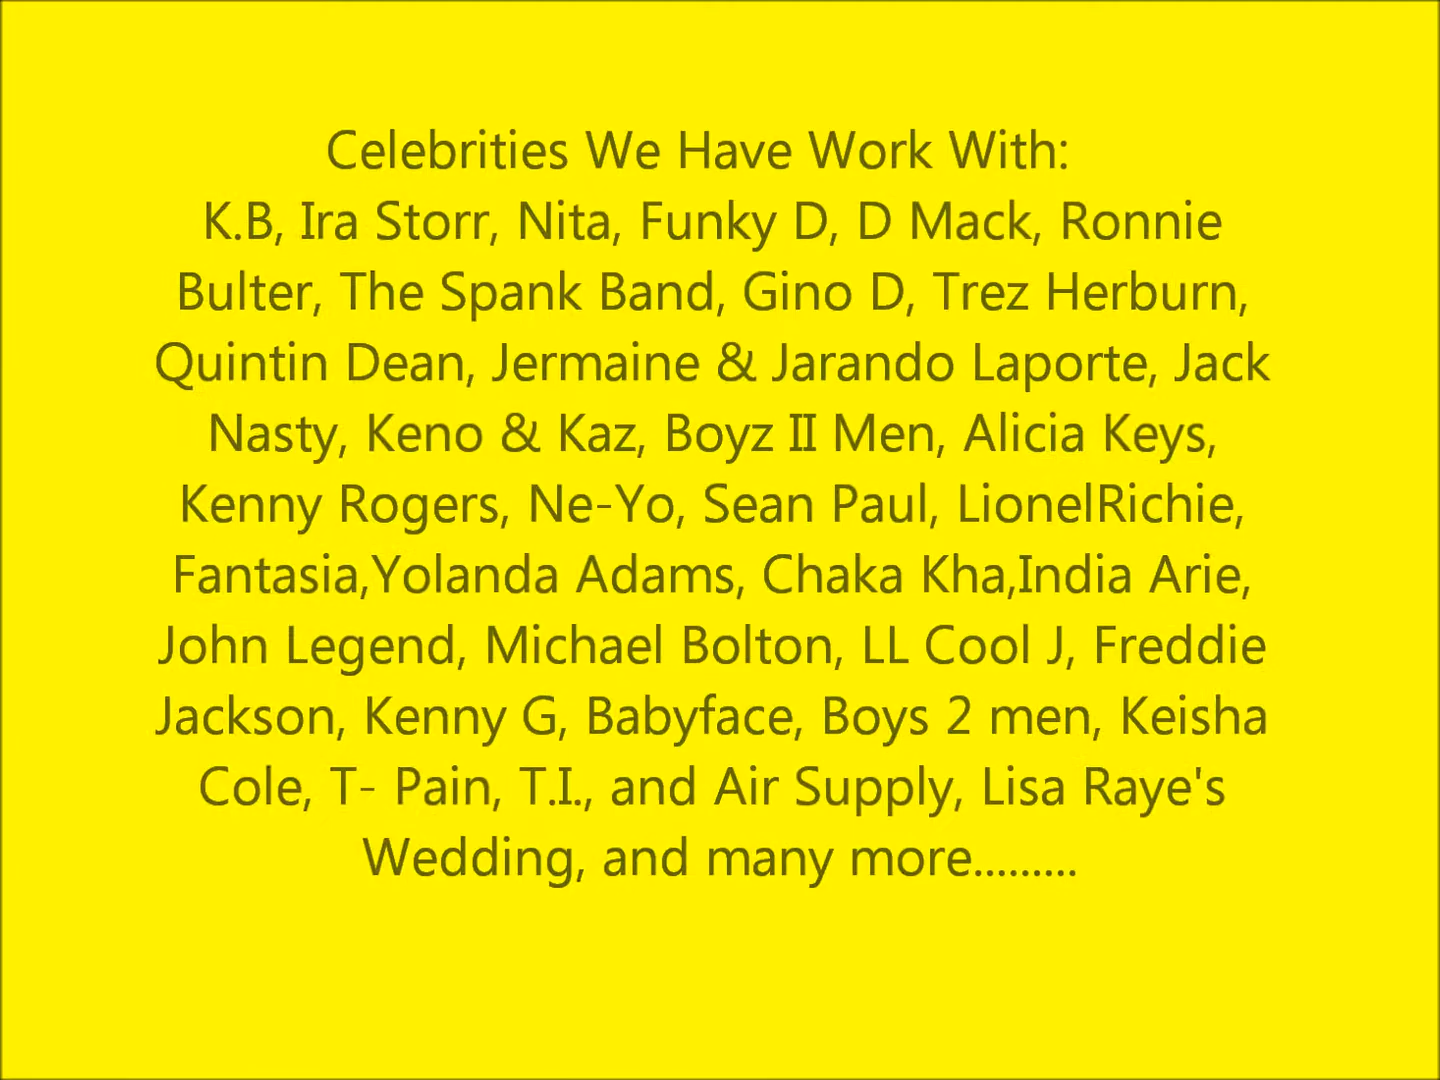 Celebrities We Have Work With:
K.B, Ira Storr, Nita, Funky D, D Mack, Ronnie
Bulter, The Spank Band, Gino D, Trez Herburn,
Quintin Dean, Jermaine & Jarando Laporte, Jack
Nasty, Keno & Kaz, Boyz II Men, Alicia Keys,
Kenny Rogers, Ne-Yo, Sean Paul, LionelRichie,
Fantasia,Yolanda Adams, Chaka Kha,India Arie,
John Legend, Michael Bolton, LL Cool J, Freddie
Jackson, Kenny G, Babyface, Boys 2 men, Keisha
Cole, T- Pain, T.I., and Air Supply, Lisa Raye's
Wedding, and many more.........